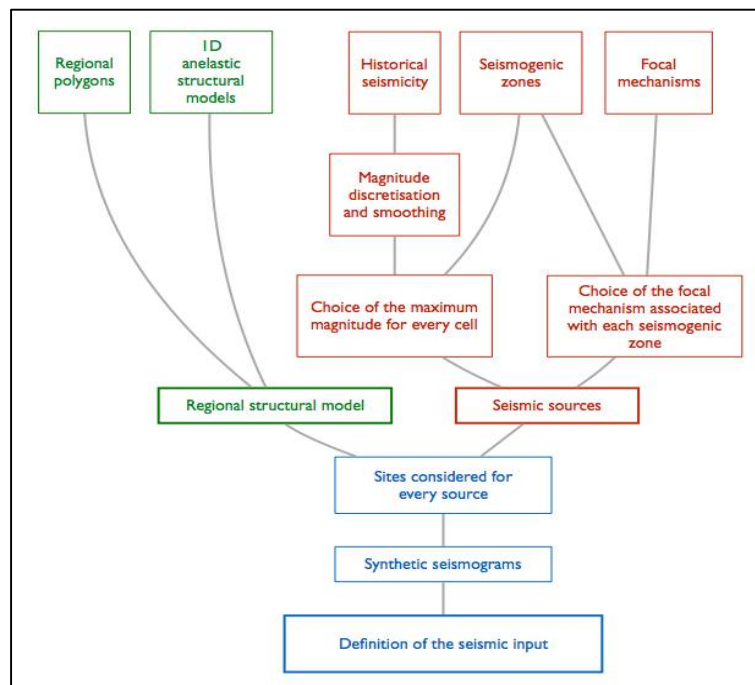 Regional
polygons
1D
anelastic
structural
models
Historical
seismicity
Seismogenic
zones
Focal
mechanisms
Magnitude
discretisation
and smoothing
Choice of the maximum
magnitude for every cell
Choice of the focal
mechanism associated
with each seismogenic
zone
Regional structural model
Seismic sources
Sites considered for
every source
Synthetic seismograms
Definition of the seismic input